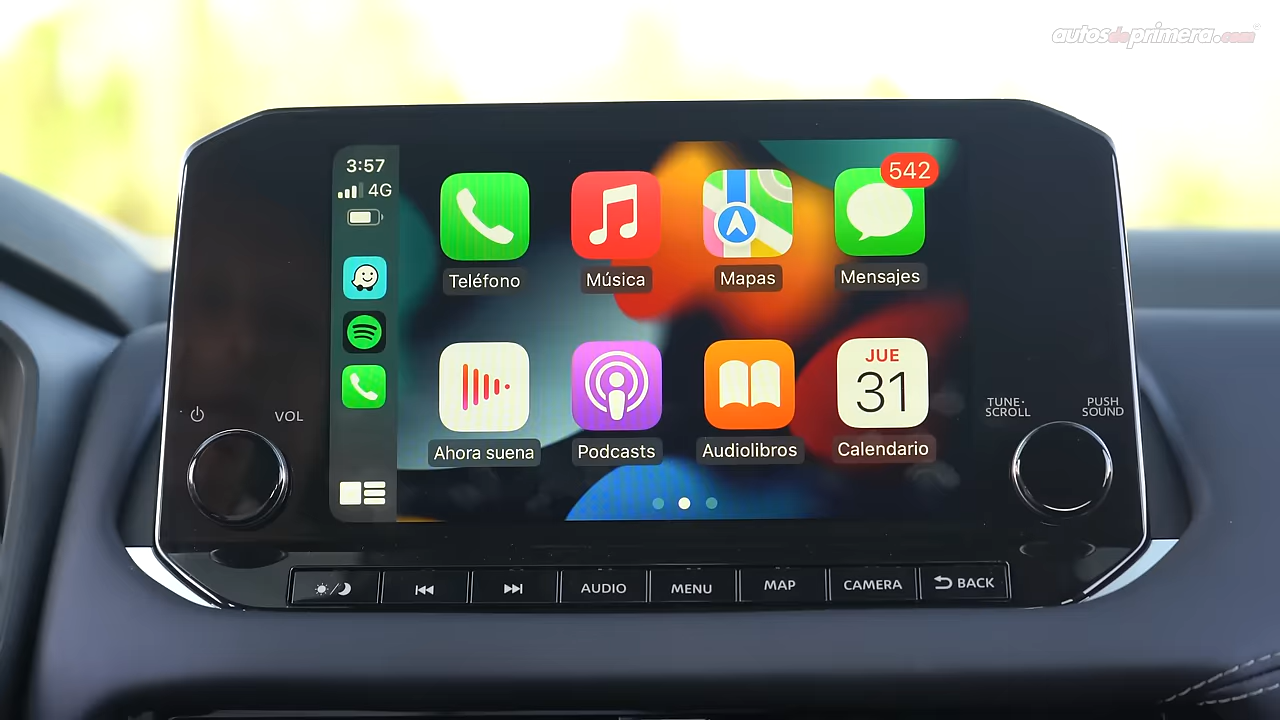 autosdeprimera.com
3:57
4G
542
Teléfono
Música
Mapas
Mensajes
JUE
31
Ahora suena
Podcasts
Audiolibros
Calendario
VOL
TUNE·
SCROLL
PUSH
SOUND
AUDIO
MENU
MAP
CAMERA
BACK